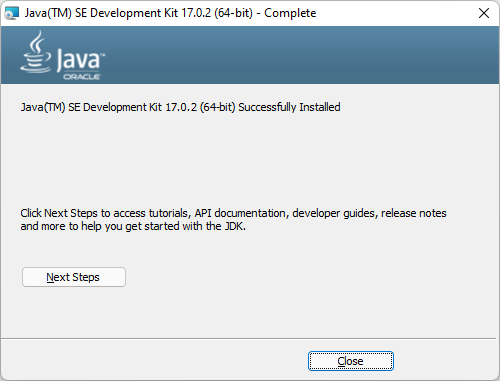 Java(TM) SE Development Kit 17.0.2 (64-bit) - Complete
Java™
ORACLE
Java(TM) SE Development Kit 17.0.2 (64-bit) Successfully Installed
Click Next Steps to access tutorials, API documentation, developer guides, release notes
and more to help you get started with the JDK.
Next Steps
Close